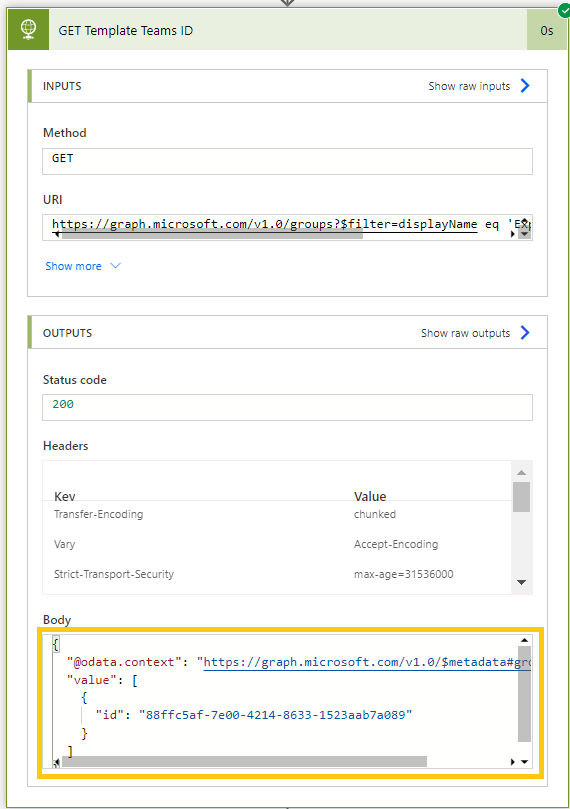 GET Template Teams ID 0s
INPUTS Show raw inputs
Method
GET
URI
https://graph.microsoft.com/v1.0/groups?$filter=displayName eq 'Exp
Show more
OUTPUTS Show raw outputs
Status code
200
Headers
Key Value
Transfer-Encoding chunked
Vary Accept-Encoding
Strict-Transport-Security max-age=31536000
Body
{
"@odata.context": "https://graph.microsoft.com/v1.0/$metadata#gro
"value": [
{
"id": "88ffc5af-7e00-4214-8633-1523aab7a089"
}
]
}